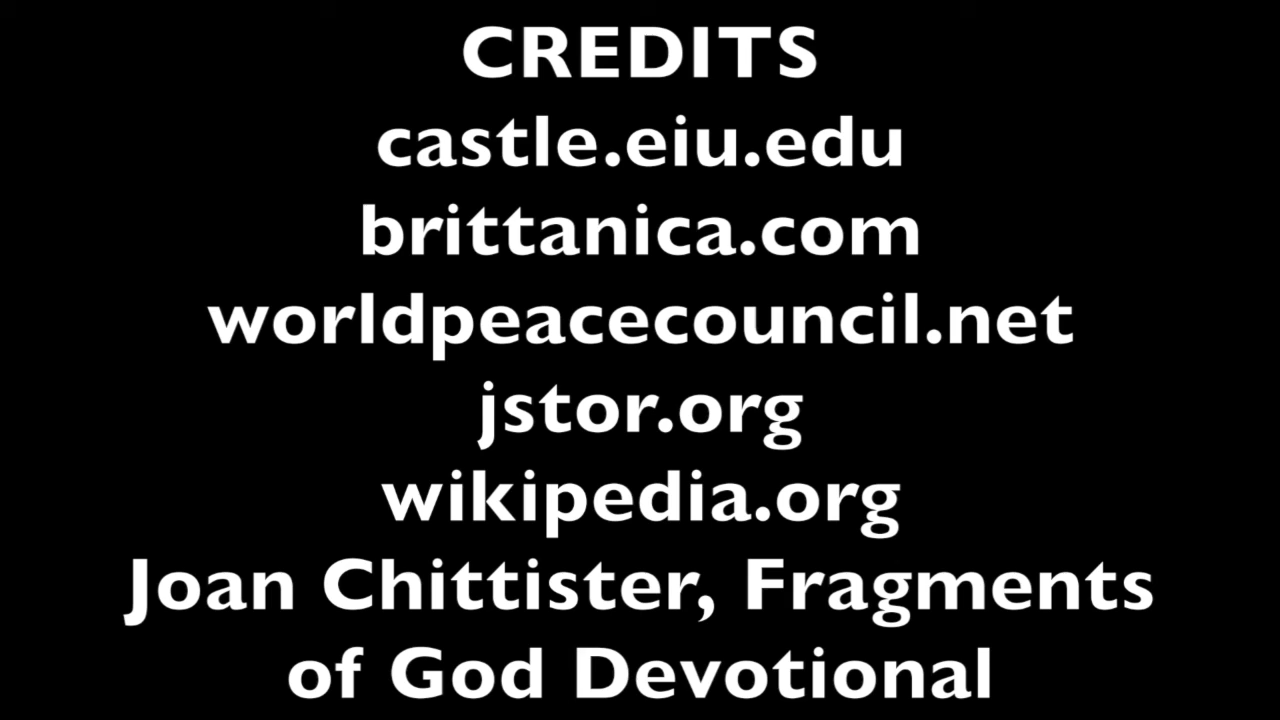 CREDITS
castle.eiu.edu
brittanica.com
worldpeacecouncil.net
jstor.org
wikipedia.org
Joan Chittister, Fragments
of God Devotional